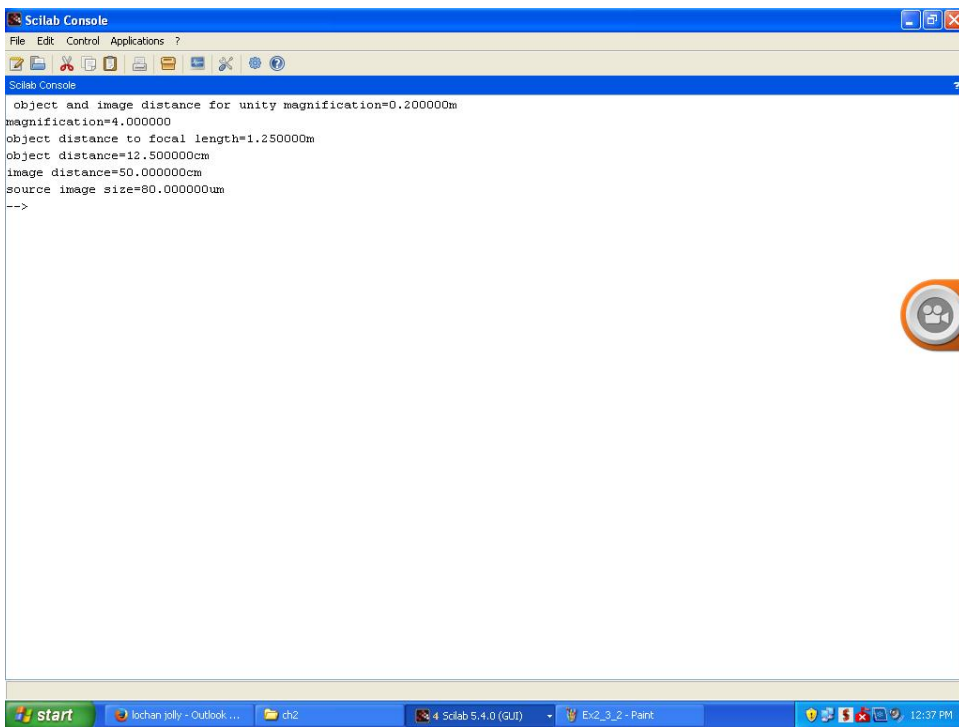 Scilab Console
File Edit Control Applications ?
Scilab Console ?
object and image distance for unity magnification=0.200000m
magnification=4.000000
object distance to focal length=1.250000m
object distance=12.500000cm
image distance=50.000000cm
source image size=80.000000um
-->
start lochan jolly - Outlook ... ch2 4 Scilab 5.4.0 (GUI) Ex2_3_2 - Paint 12:37 PM